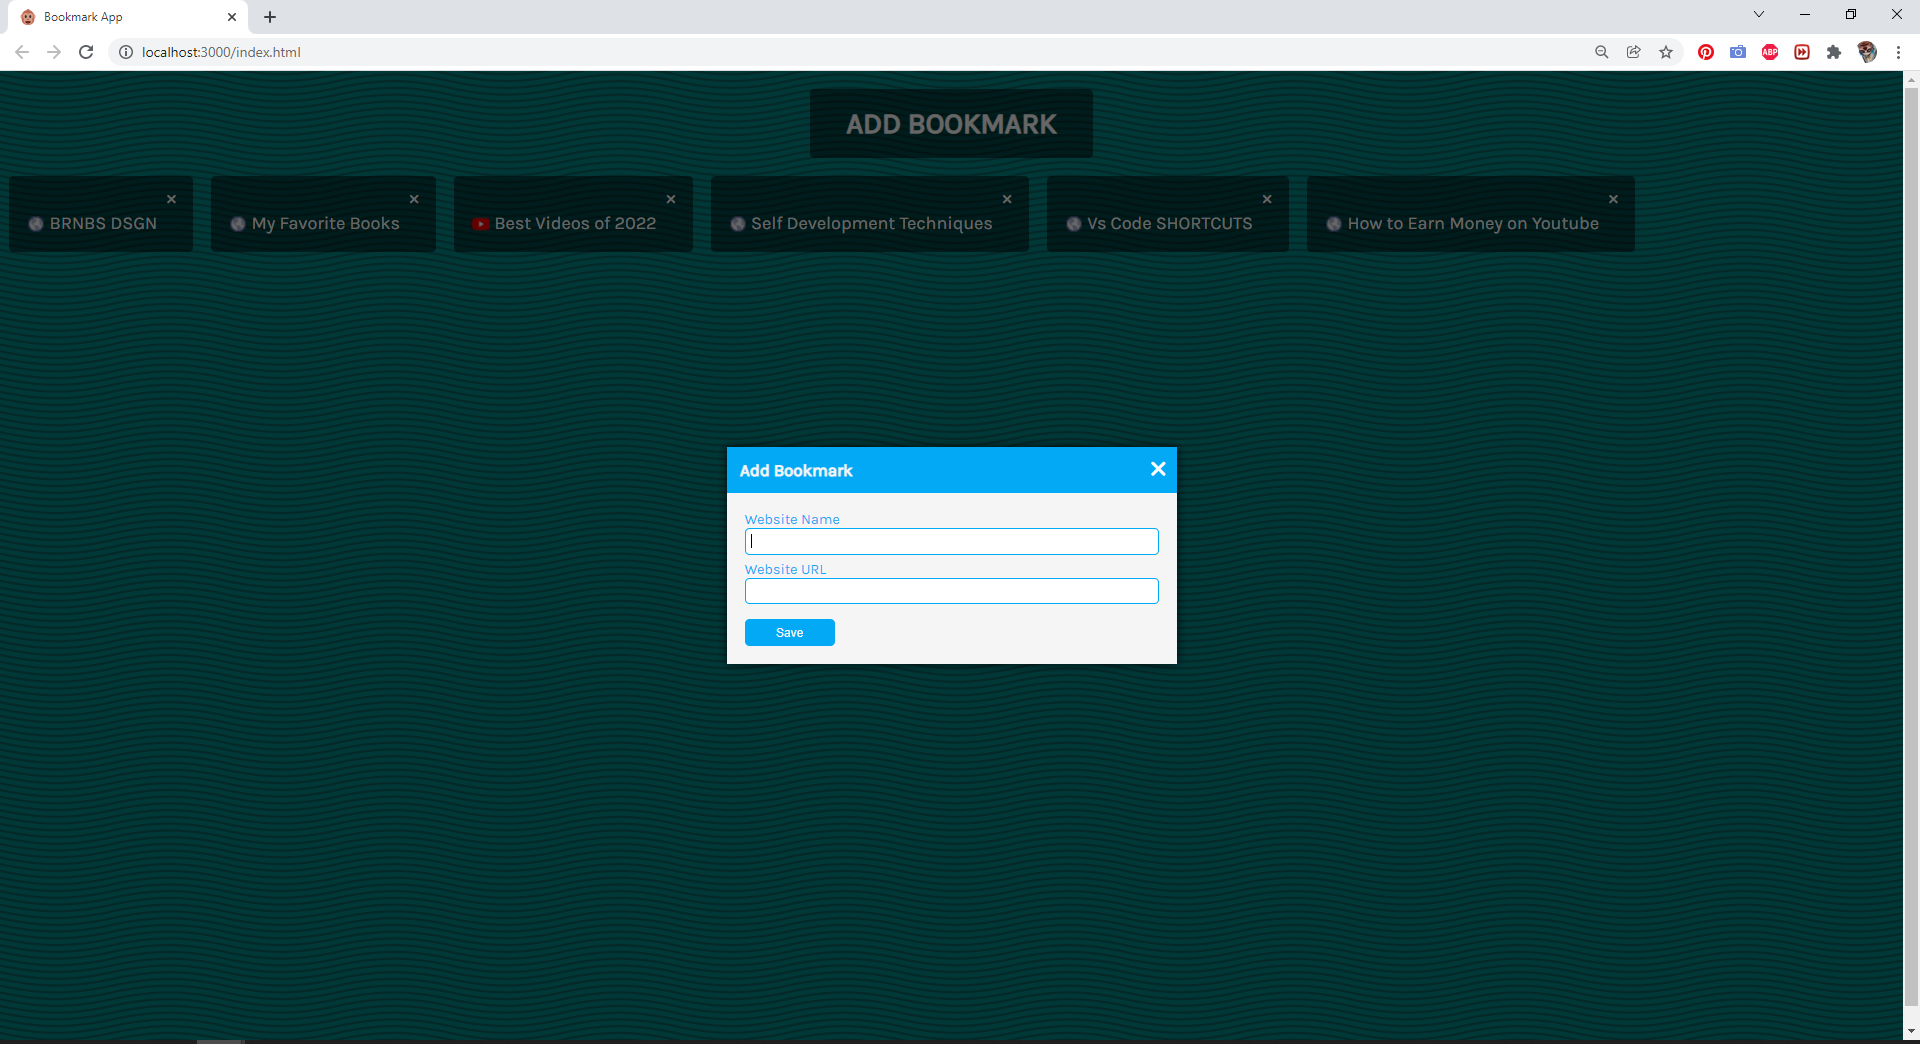 Bookmark App
localhost:3000/index.html
ABP
ADD BOOKMARK
BRNBS DSGN
My Favorite Books
Best Videos of 2022
Self Development Techniques
Vs Code SHORTCUTS
How to Earn Money on Youtube
Add Bookmark
Website Name
Website URL
Save